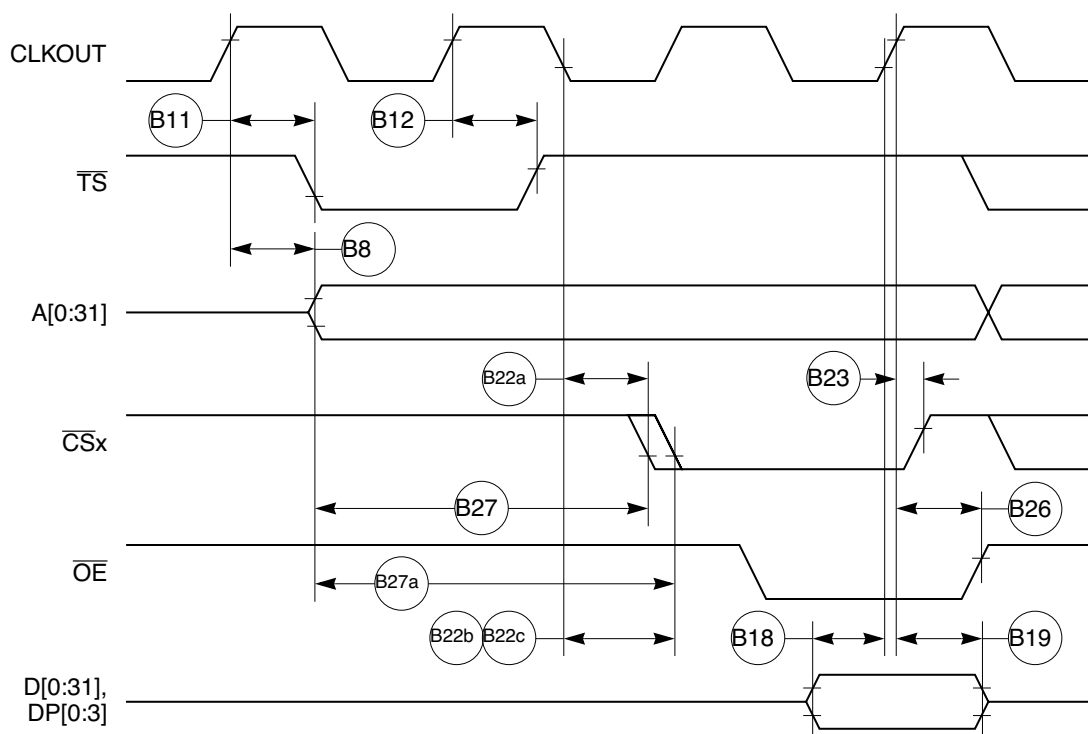 CLKOUT
B11
B12
TS
B8
A[0:31]
B22a
B23
CSx
B27
B26
OE
B27a
B22b
B22c
B18
B19
D[0:31],
DP[0:3]